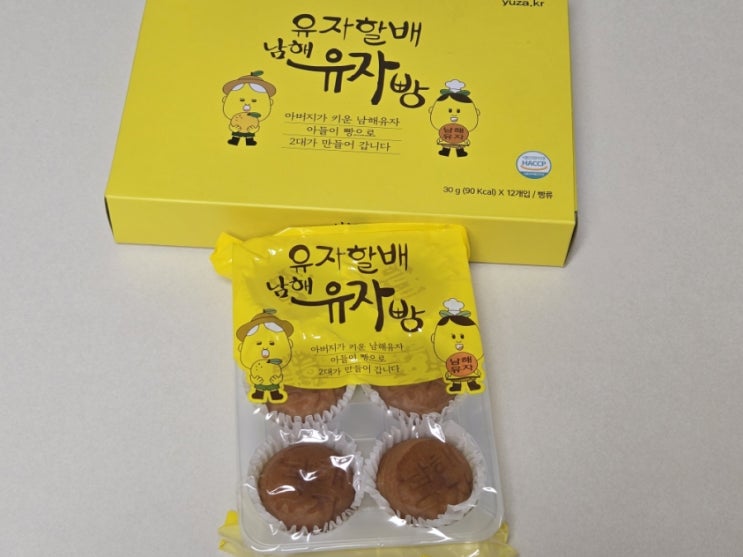 yuza.kr
유자할배
남해 유자빵
아버지가 키운 남해유자
아들이 빵으로
2대가 만들어 갑니다
남해
유자
HACCP
30 g (90 Kcal) X 12개입 / 빵류
유자할배
남해 유자빵
아버지가 키운 남해유자
아들이 빵으로
2대가 만들어 갑니다
남해
유자